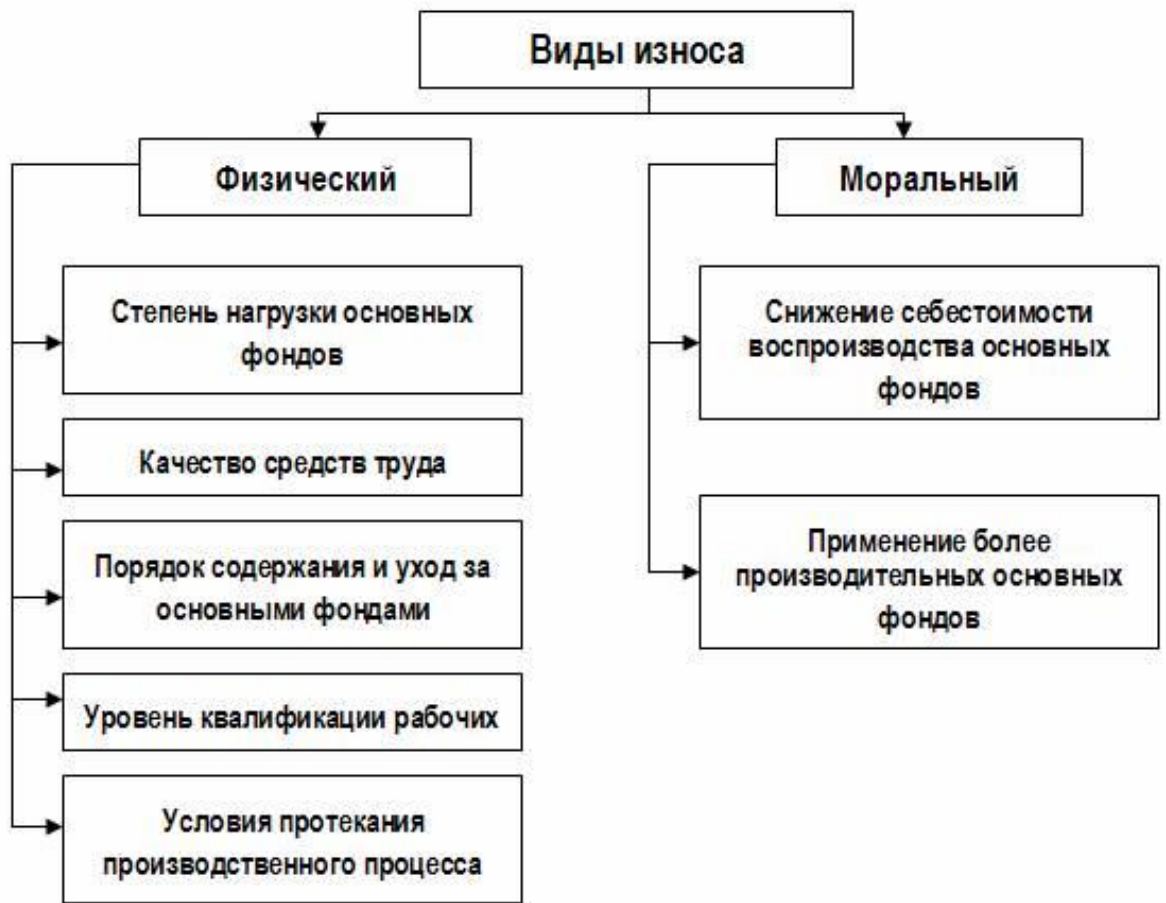 Виды износа
Физический
Моральный
Степень нагрузки основных
фондов
Качество средств труда
Порядок содержания и уход за
основными фондами
Уровень квалификации рабочих
Условия протекания
производственного процесса
Снижение себестоимости
воспроизводства основных
фондов
Применение более
производительных основных
фондов